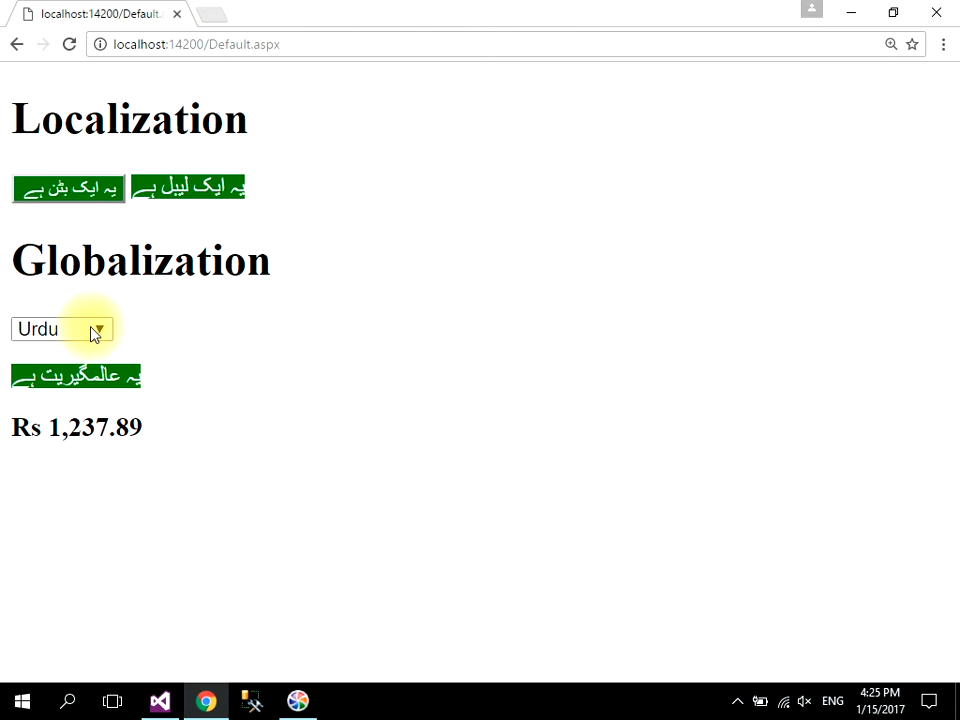 localhost:14200/Default.
localhost:14200/Default.aspx
Localization
یہ ایک بٹن ہے یہ ایک لیبل ہے
Globalization
Urdu
یہ عالمگیریت ہے
Rs 1,237.89
ENG
4:25 PM
1/15/2017